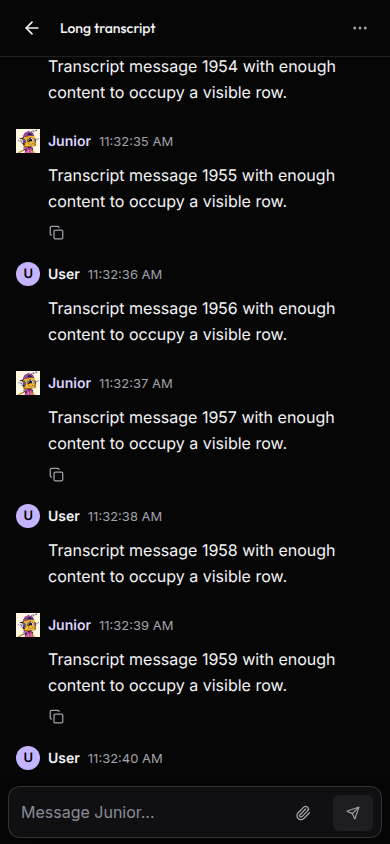 Long transcript
Transcript message 1954 with enough
content to occupy a visible row.
Junior 11:32:35 AM
Transcript message 1955 with enough
content to occupy a visible row.
U User 11:32:36 AM
Transcript message 1956 with enough
content to occupy a visible row.
Junior 11:32:37 AM
Transcript message 1957 with enough
content to occupy a visible row.
U User 11:32:38 AM
Transcript message 1958 with enough
content to occupy a visible row.
Junior 11:32:39 AM
Transcript message 1959 with enough
content to occupy a visible row.
U User 11:32:40 AM
Message Junior...